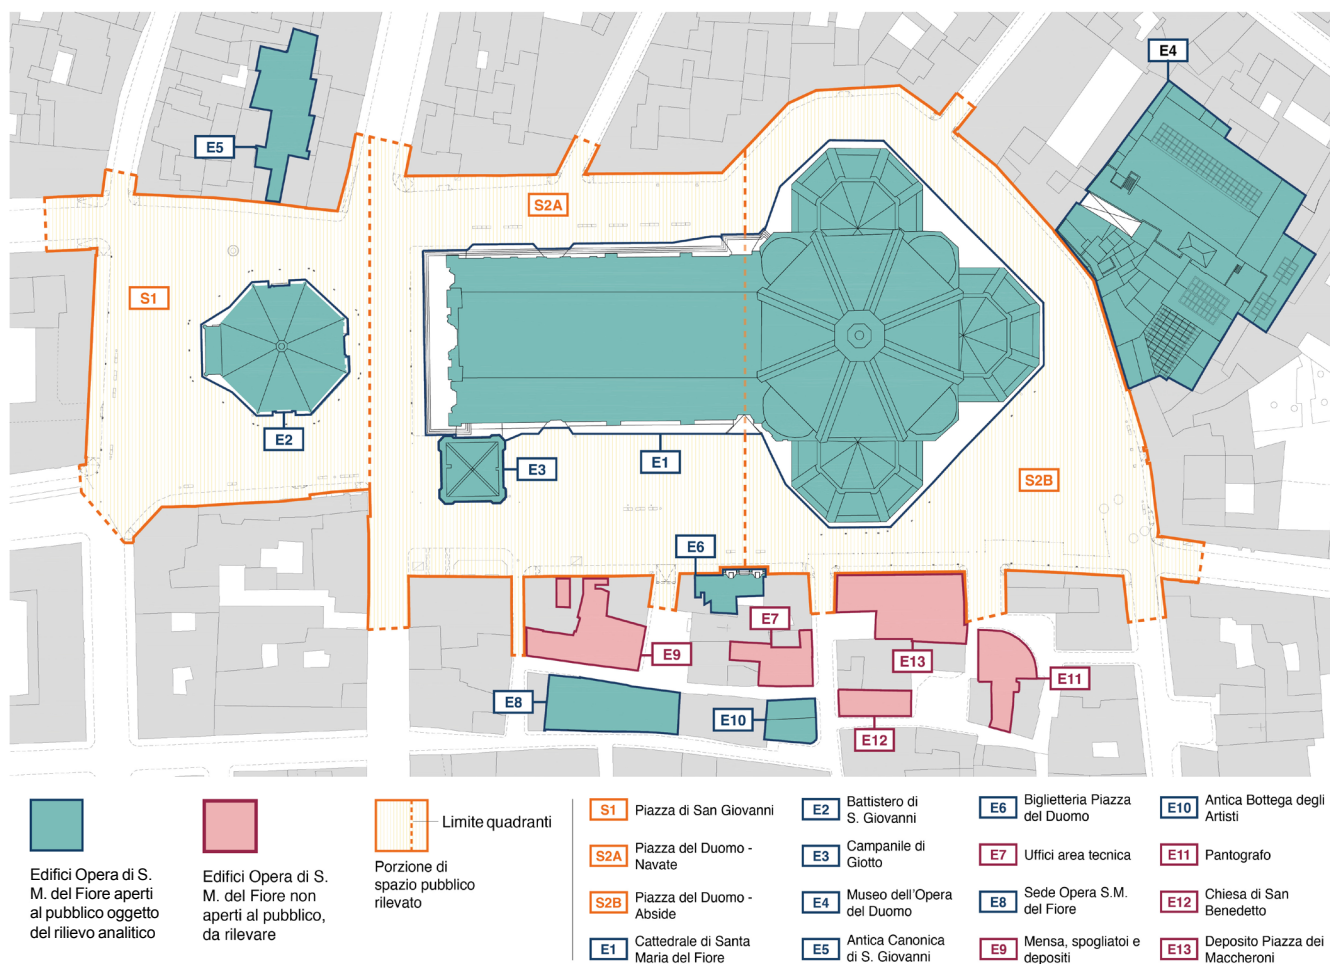 E4
E5
S2A
S1
E2
E3
E1
S2B
E6
E7
E9
E13
E11
E8
E10
E12
Edifici Opera di S.
M. del Fiore aperti
al pubblico oggetto
del rilievo analitico
Edifici Opera di S.
M. del Fiore non
aperti al pubblico,
da rilevare
Limite quadranti
Porzione di
spazio pubblico
rilevato
S1 Piazza di San Giovanni
S2A Piazza del Duomo -
Navate
S2B Piazza del Duomo -
Abside
E1 Cattedrale di Santa
Maria del Fiore
E2 Battistero di
S. Giovanni
E3 Campanile di
Giotto
E4 Museo dell'Opera
del Duomo
E5 Antica Canonica
di S. Giovanni
E6 Biglietteria Piazza
del Duomo
E7 Uffici area tecnica
E8 Sede Opera S.M.
del Fiore
E9 Mensa, spogliatoi e
depositi
E10 Antica Bottega degli
Artisti
E11 Pantografo
E12 Chiesa di San
Benedetto
E13 Deposito Piazza dei
Maccheroni